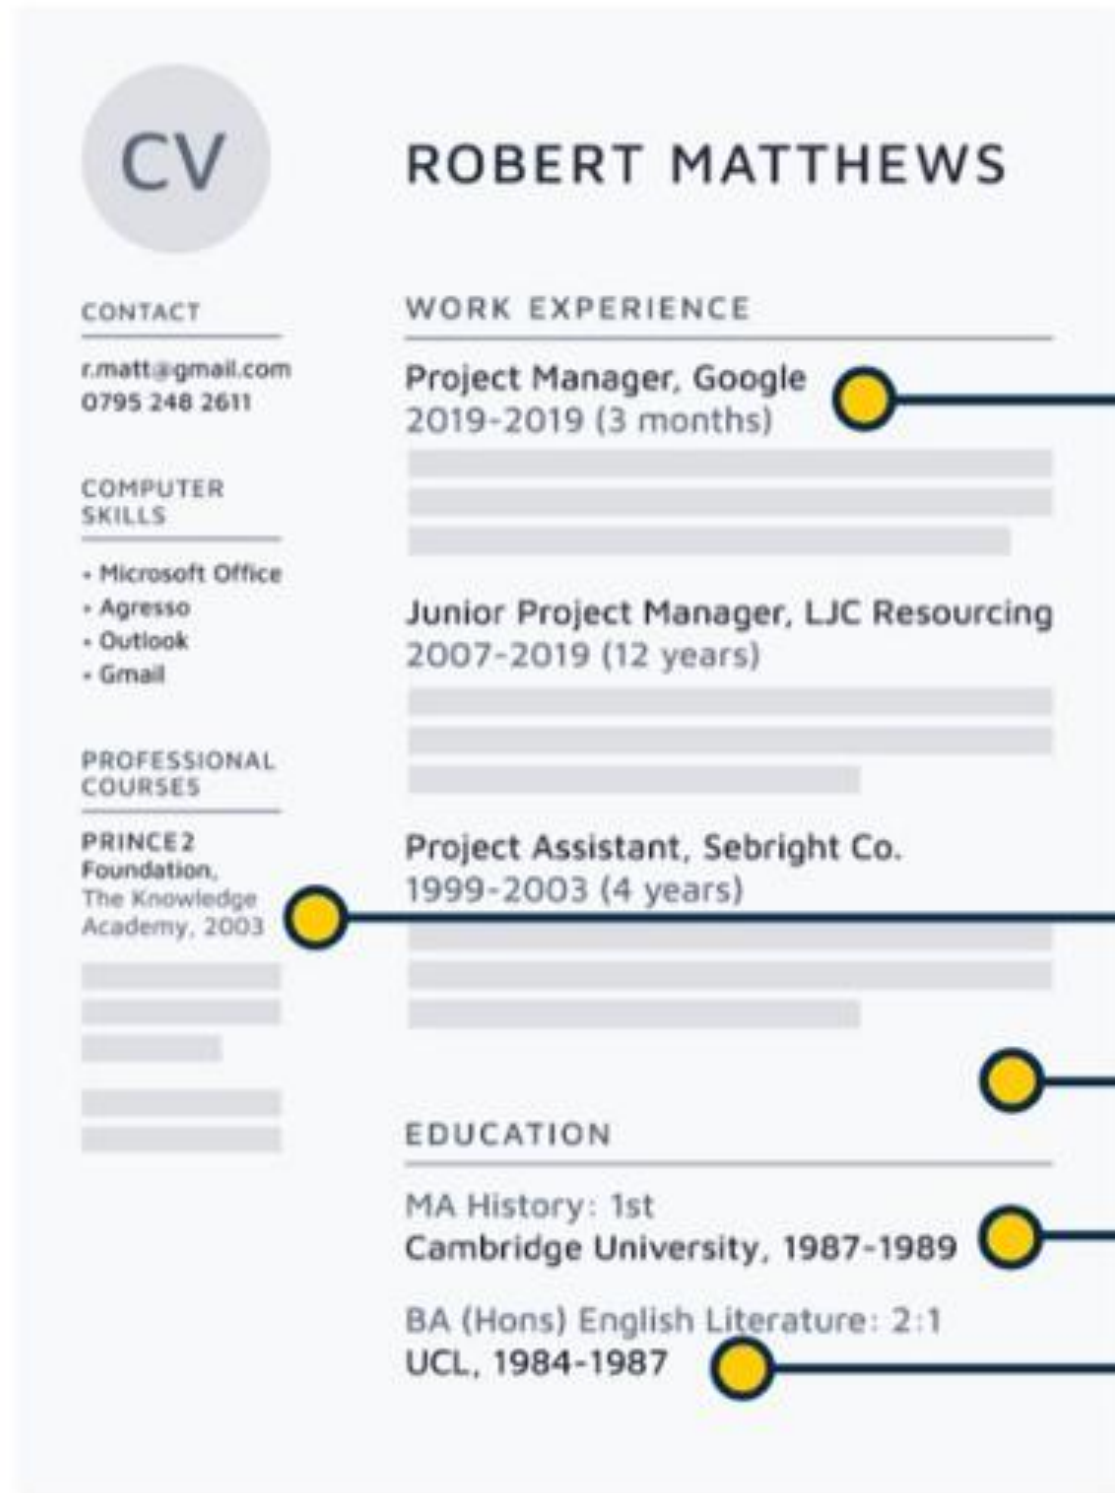 CV
ROBERT MATTHEWS
CONTACT
r.matt@gmail.com
0795 248 2611
COMPUTER
SKILLS
• Microsoft Office
• Agresso
• Outlook
• Gmail
PROFESSIONAL
COURSES
PRINCE2
Foundation,
The Knowledge
Academy, 2003
WORK EXPERIENCE
Project Manager, Google
2019-2019 (3 months)
Junior Project Manager, LJC Resourcing
2007-2019 (12 years)
Project Assistant, Sebright Co.
1999-2003 (4 years)
EDUCATION
MA History: 1st
Cambridge University, 1987-1989
BA (Hons) English Literature: 2:1
UCL, 1984-1987